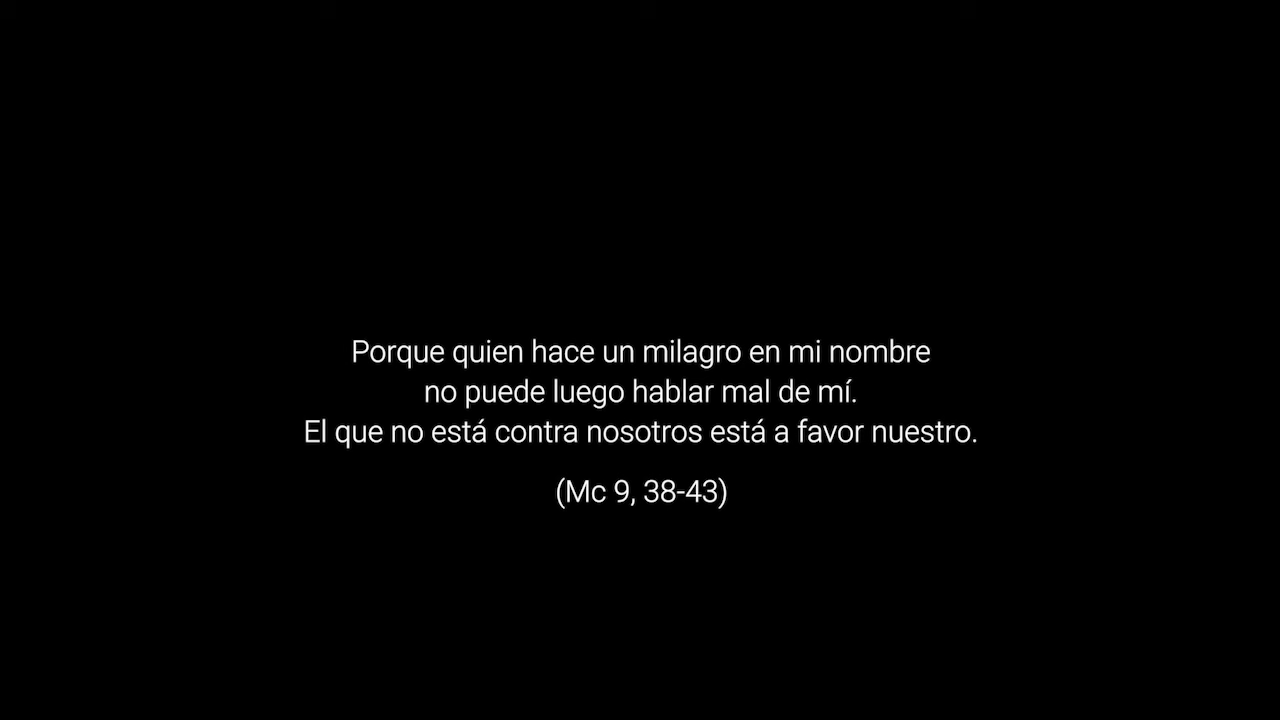 Porque quien hace un milagro en mi nombre
no puede luego hablar mal de mí.
El que no está contra nosotros está a favor nuestro.
(Mc 9, 38-43)